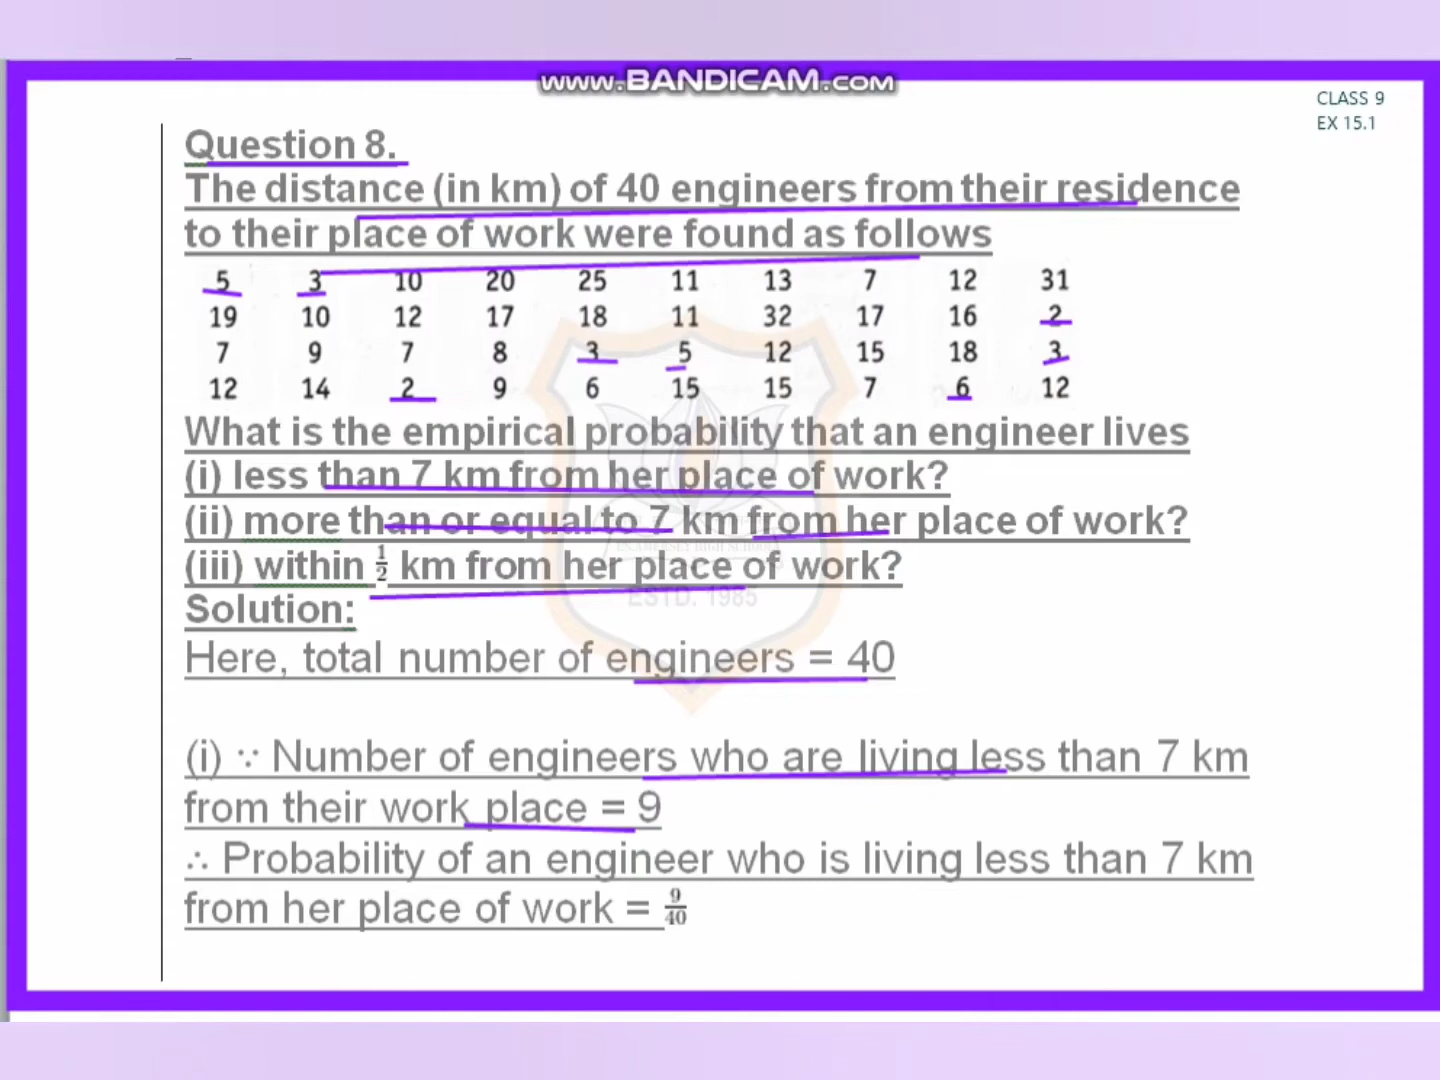 www.BANDICAM.com
CLASS 9
EX 15.1
Question 8.
The distance (in km) of 40 engineers from their residence
to their place of work were found as follows
5 3 10 20 25 11 13 7 12 31
19 10 12 17 18 11 32 17 16 2
7 9 7 8 3 5 12 15 18 3
12 14 2 9 6 15 15 7 6 12
What is the empirical probability that an engineer lives
(i) less than 7 km from her place of work?
(ii) more than or equal to 7 km from her place of work?
(iii) within 1/2 km from her place of work?
ESTD. 1985
Solution:
Here, total number of engineers = 40
(i) ∵ Number of engineers who are living less than 7 km
from their work place = 9
∴ Probability of an engineer who is living less than 7 km
from her place of work = 9/40